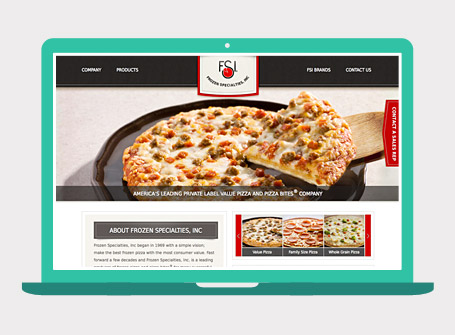 COMPANY PRODUCTS FSI BRANDS CONTACT US
FSI
FROZEN SPECIALTIES, INC
CONTACT A SALES REP
AMERICA'S LEADING PRIVATE LABEL VALUE PIZZA AND PIZZA BITES® COMPANY
ABOUT FROZEN SPECIALTIES, INC
Frozen Specialties, Inc began in 1988 with a simple vision;
make the best frozen pizza with the most consumer value. Fast
forward a few decades and Frozen Specialties, Inc. is a leading
Value Pizza Family Size Pizza Whole Grain Pizza